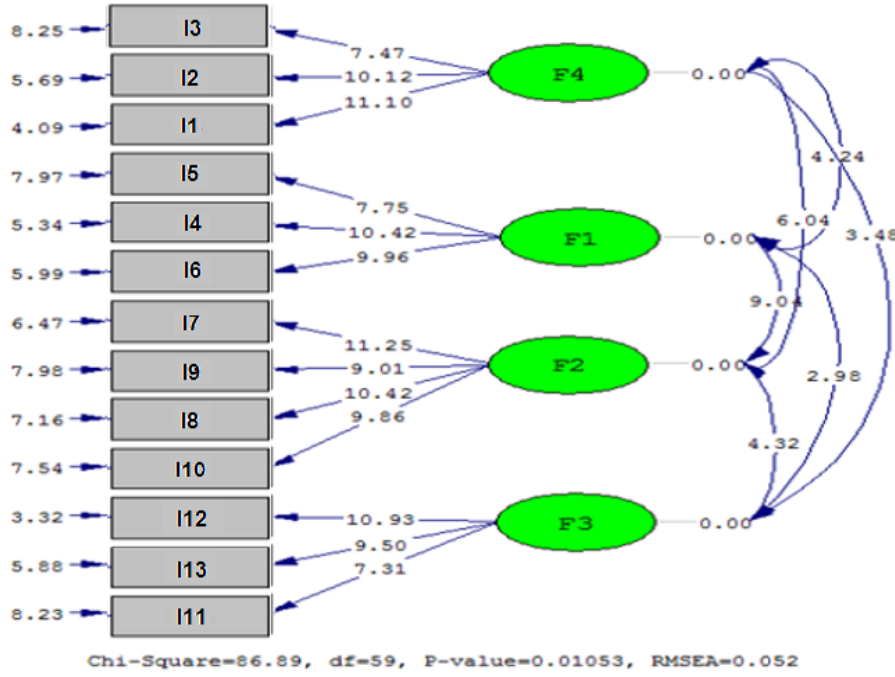 8.25 I3
7.47
F4 0.00
5.69 I2
10.12
4.09 I1
11.10
4.24
7.97 I5
7.75
6.04
3.48
5.34 I4
10.42
F1 0.00
5.99 I6
9.96
9.04
6.47 I7
11.25
F2 0.00
7.98 I9
9.01
2.98
7.16 I8
10.42
9.86
4.32
7.54 I10
3.32 I12
10.93
F3 0.00
9.50
5.88 I13
7.31
8.23 I11
Chi-Square=86.89, df=59, P-value=0.01053, RMSEA=0.052